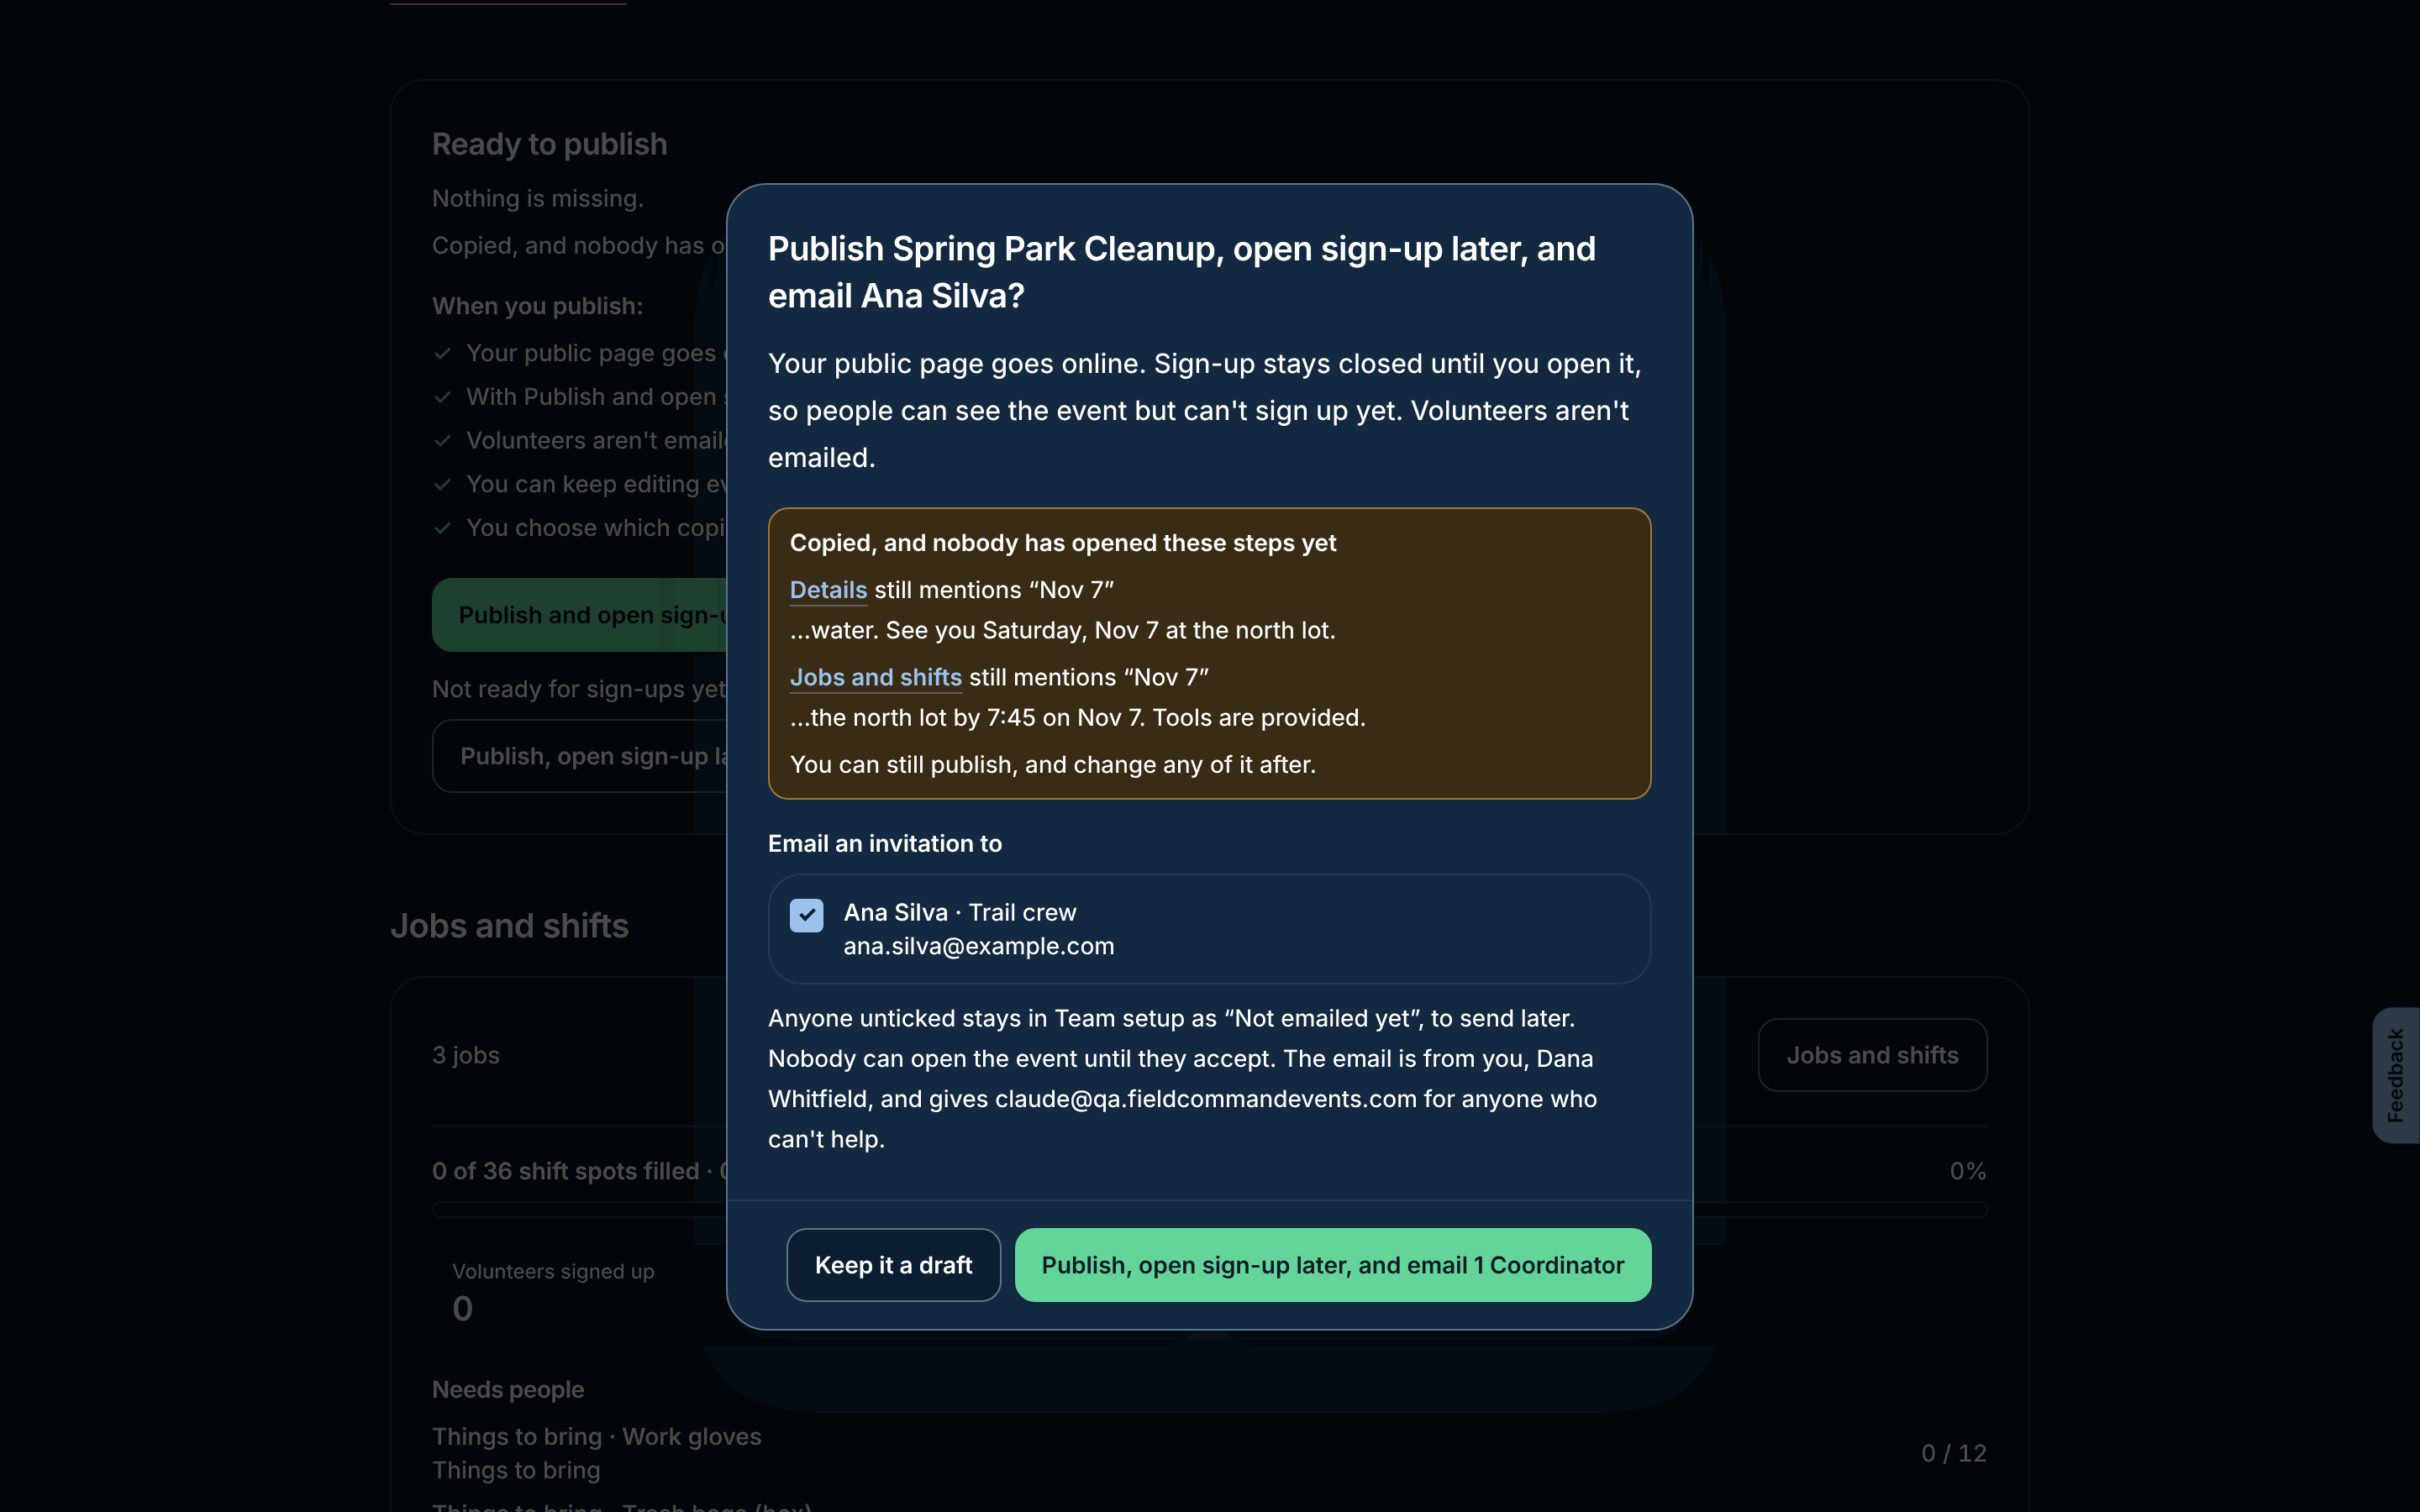 Ready to publish
Nothing is missing.
Copied, and nobody has
When you publish:
Your public page goes
With Publish and open
Volunteers aren't
You can keep editing
You choose which
Publish and open
Not ready for sign-ups yet
Publish, open sign-up
Publish Spring Park Cleanup, open sign-up later, and
email Ana Silva?
Your public page goes online. Sign-up stays closed until you open it,
so people can see the event but can't sign up yet. Volunteers aren't
emailed.
Copied, and nobody has opened these steps yet
Details still mentions “Nov 7”
…water. See you Saturday, Nov 7 at the north lot.
Jobs and shifts still mentions “Nov 7”
…the north lot by 7:45 on Nov 7. Tools are provided.
You can still publish, and change any of it after.
Email an invitation to
Ana Silva · Trail crew
ana.silva@example.com
Anyone unticked stays in Team setup as “Not emailed yet”, to send later.
Nobody can open the event until they accept. The email is from you, Dana
Whitfield, and gives claude@qa.fieldcommandevents.com for anyone who
can't help.
Keep it a draft
Publish, open sign-up later, and email 1 Coordinator
Jobs and shifts
3 jobs
Jobs and shifts
0 of 36 shift spots filled ·
0%
Volunteers signed up
0
Needs people
Things to bring · Work gloves
Things to bring
0 / 12
Things to bring · Trash bags (box)
Feedback